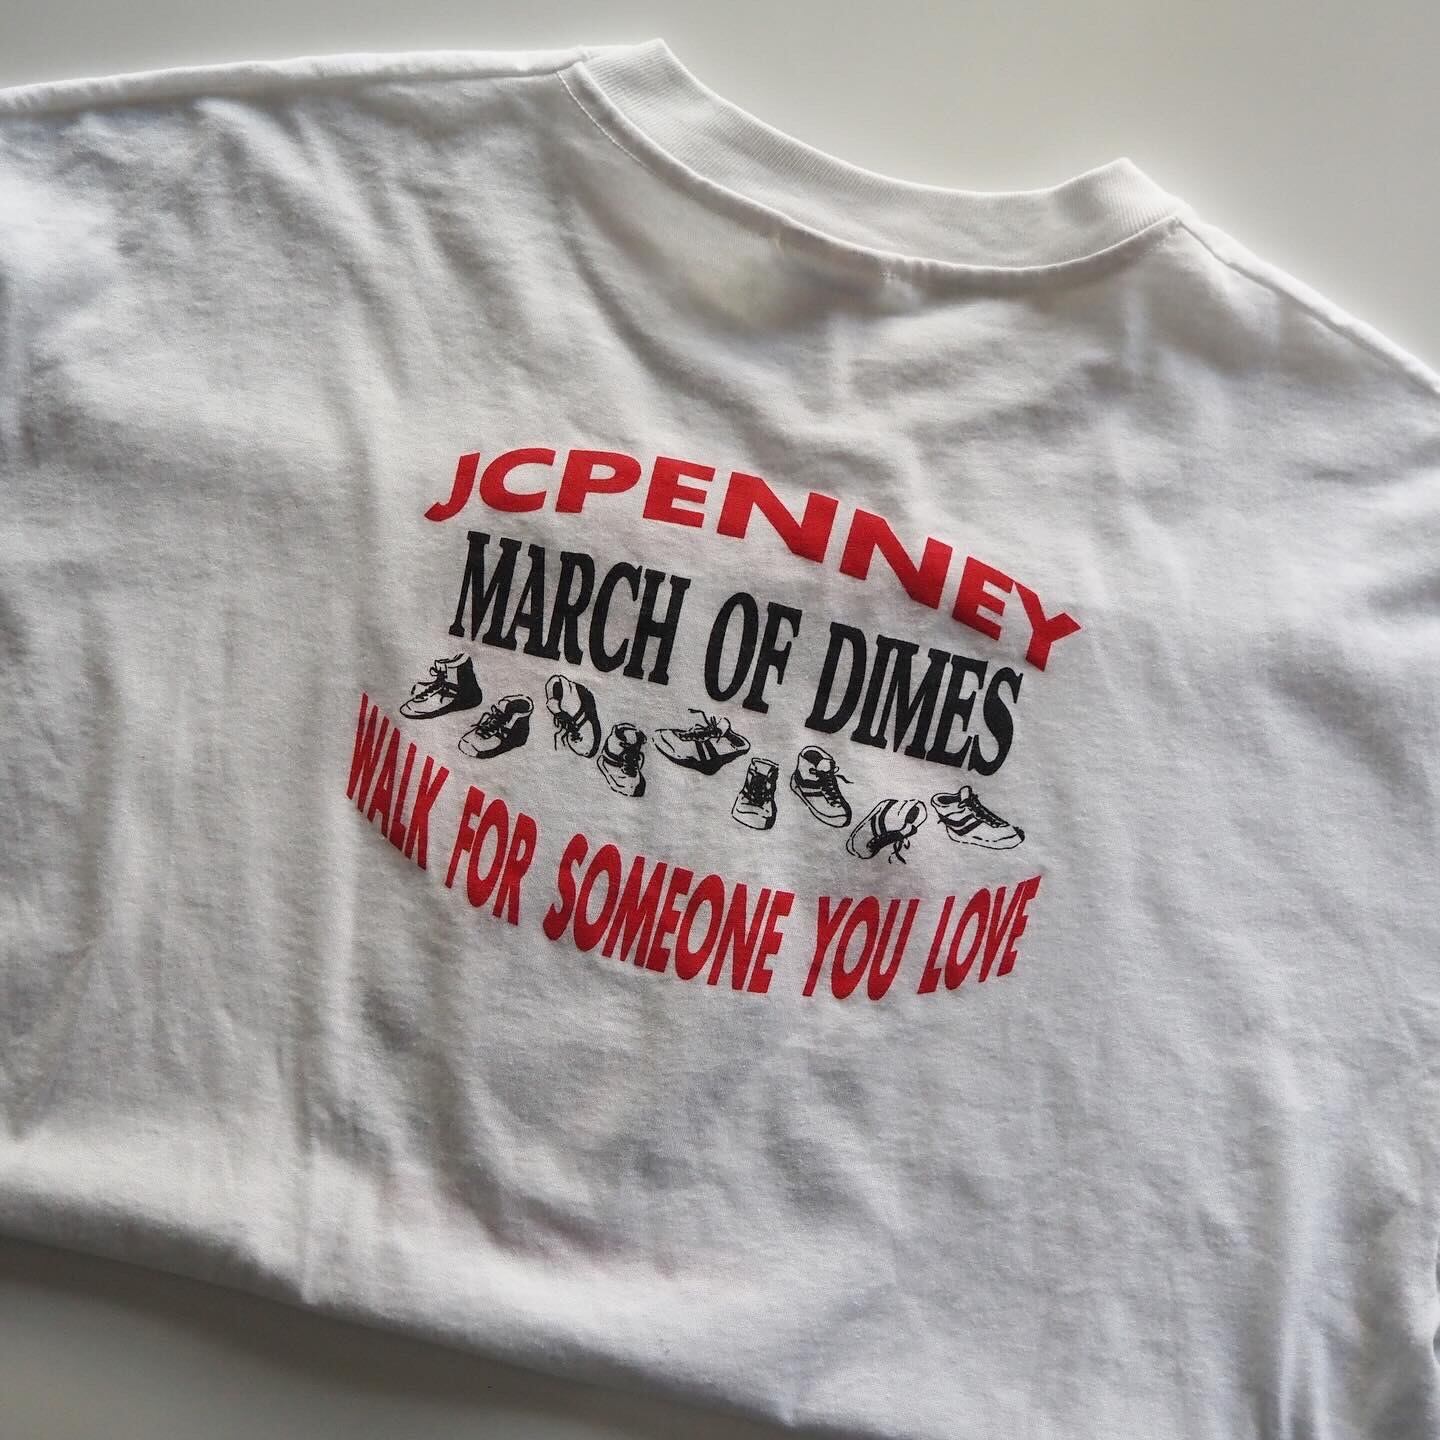 JCPENNEY
MARCH OF DIMES
WALK FOR SOMEONE YOU LOVE